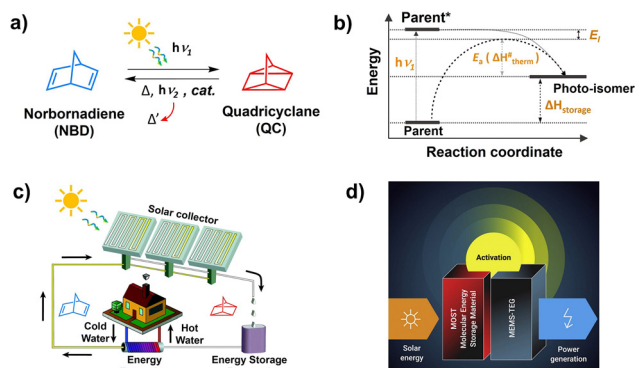 a)
hν1
Δ, hν2 , cat.
Δ'
Norbornadiene
(NBD)
Quadricyclane
(QC)
b)
Energy
Parent*
El
hν1
Ea ( ΔH#therm )
Photo-isomer
ΔHstorage
Parent
Reaction coordinate
c)
Solar collector
Cold
Water
Hot
Water
Energy
Energy Storage
d)
Activation
Solar
energy
MOST
Molecular Energy
Storage Material
MEMS-TEG
Power
generation